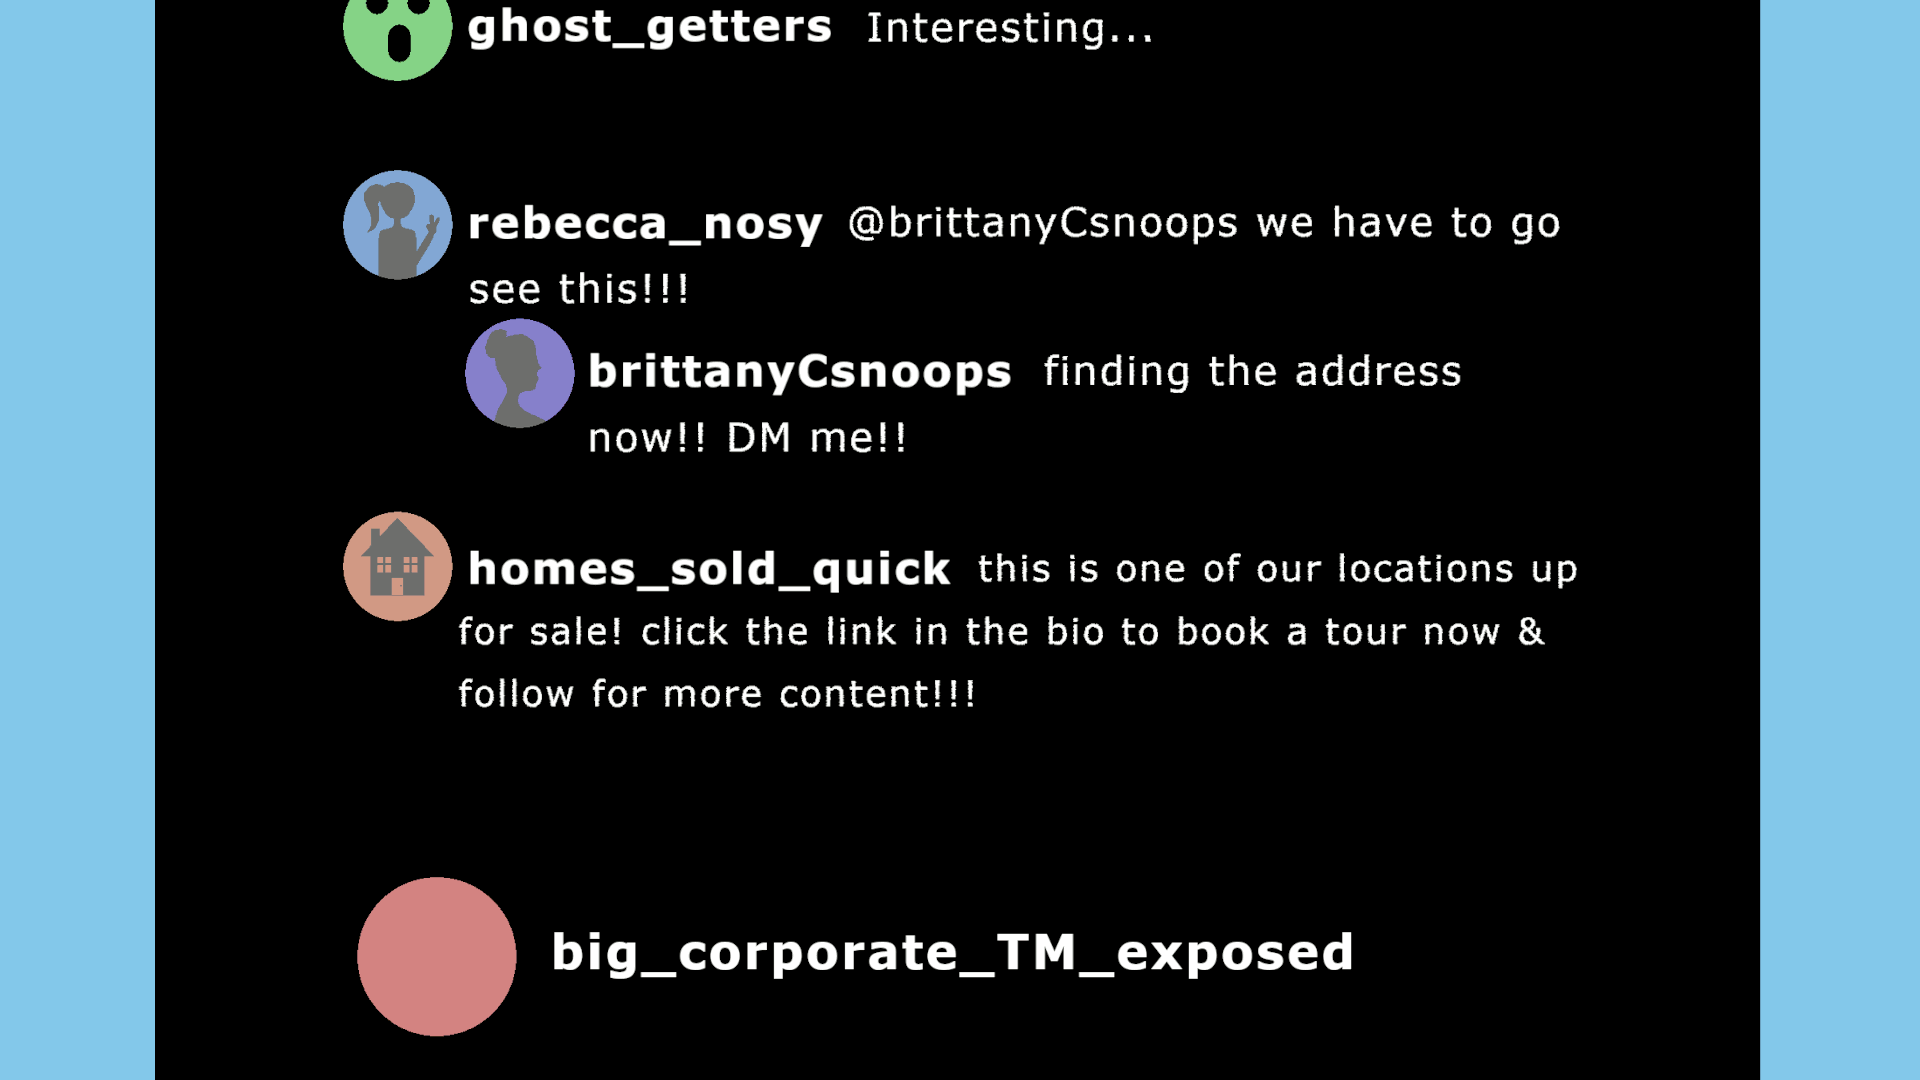 ghost_getters Interesting...
rebecca_nosy @brittanyCsnoops we have to go
see this!!!
brittanyCsnoops finding the address
now!! DM me!!
homes_sold_quick this is one of our locations up
for sale! click the link in the bio to book a tour now &
follow for more content!!!
big_corporate_TM_exposed